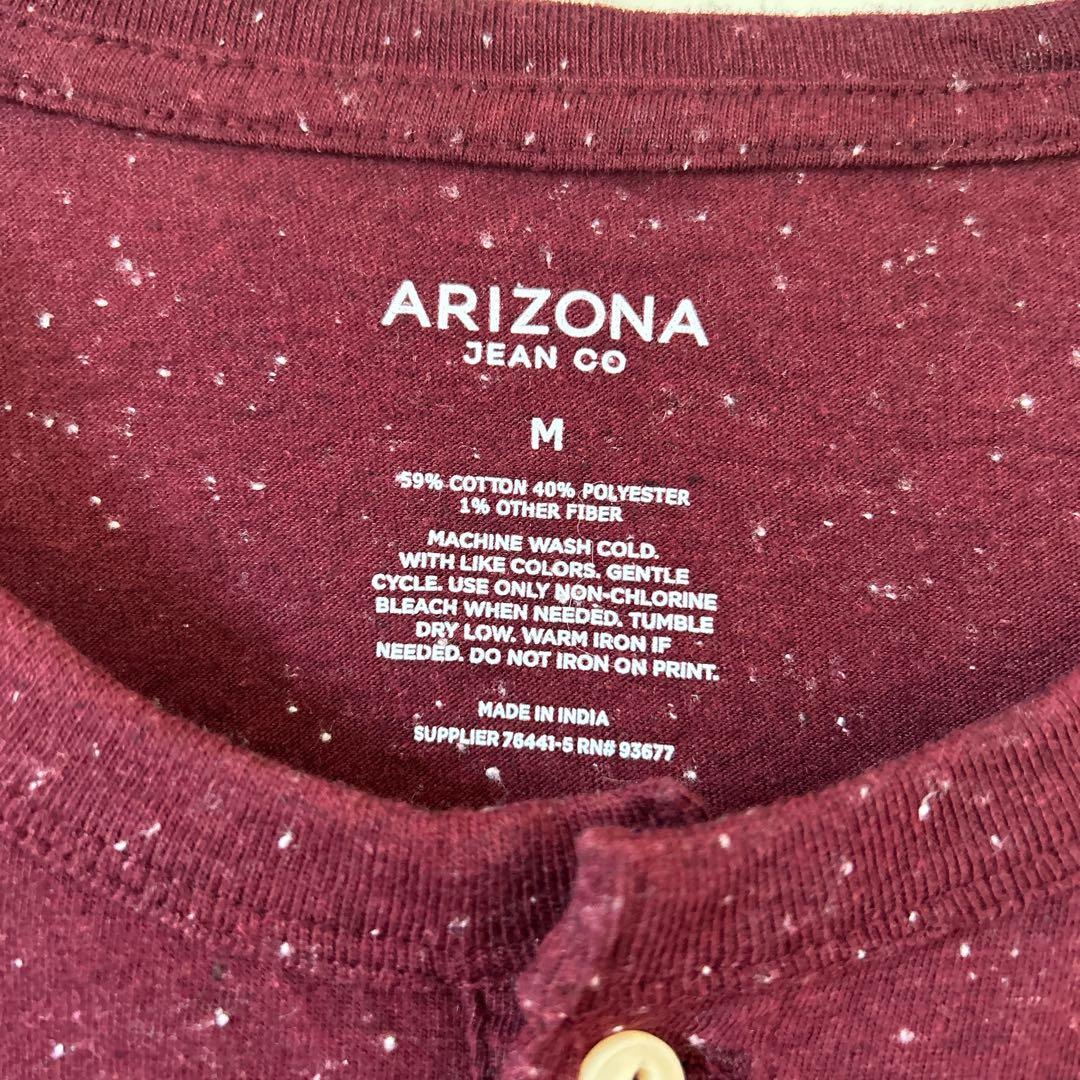 ARIZONA
JEAN CO
M
59% COTTON 40% POLYESTER
1% OTHER FIBER
MACHINE WASH COLD.
WITH LIKE COLORS. GENTLE
CYCLE. USE ONLY NON-CHLORINE
BLEACH WHEN NEEDED. TUMBLE
DRY LOW. WARM IRON IF
NEEDED. DO NOT IRON ON PRINT.
MADE IN INDIA
SUPPLIER 76441-5 RN# 93677